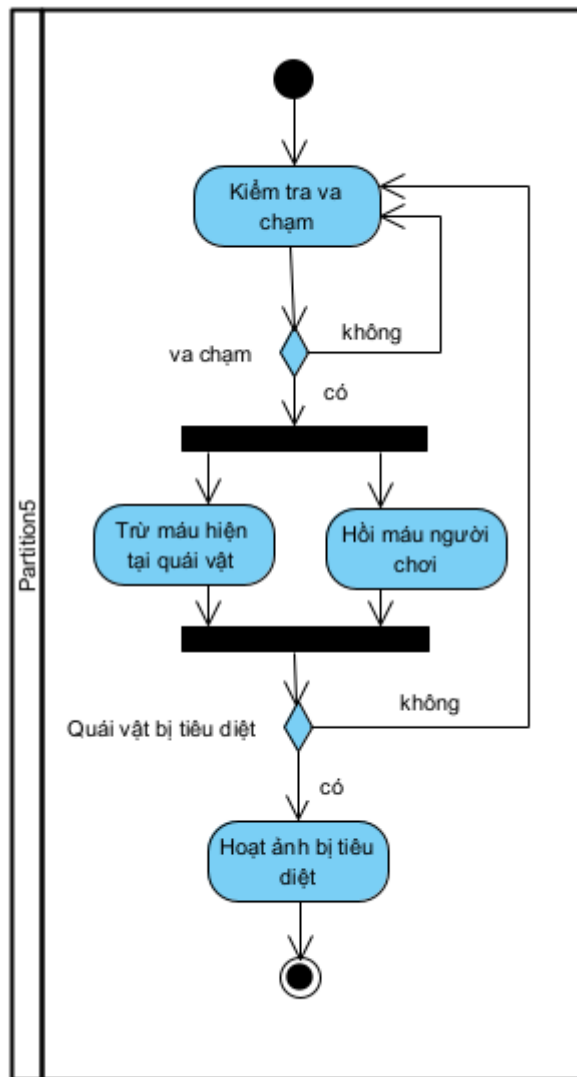 Kiểm tra va
chạm
không
va chạm
có
Partition5
Trừ máu hiện
tại quái vật
Hồi máu người
chơi
không
Quái vật bị tiêu diệt
có
Hoạt ảnh bị tiêu
diệt